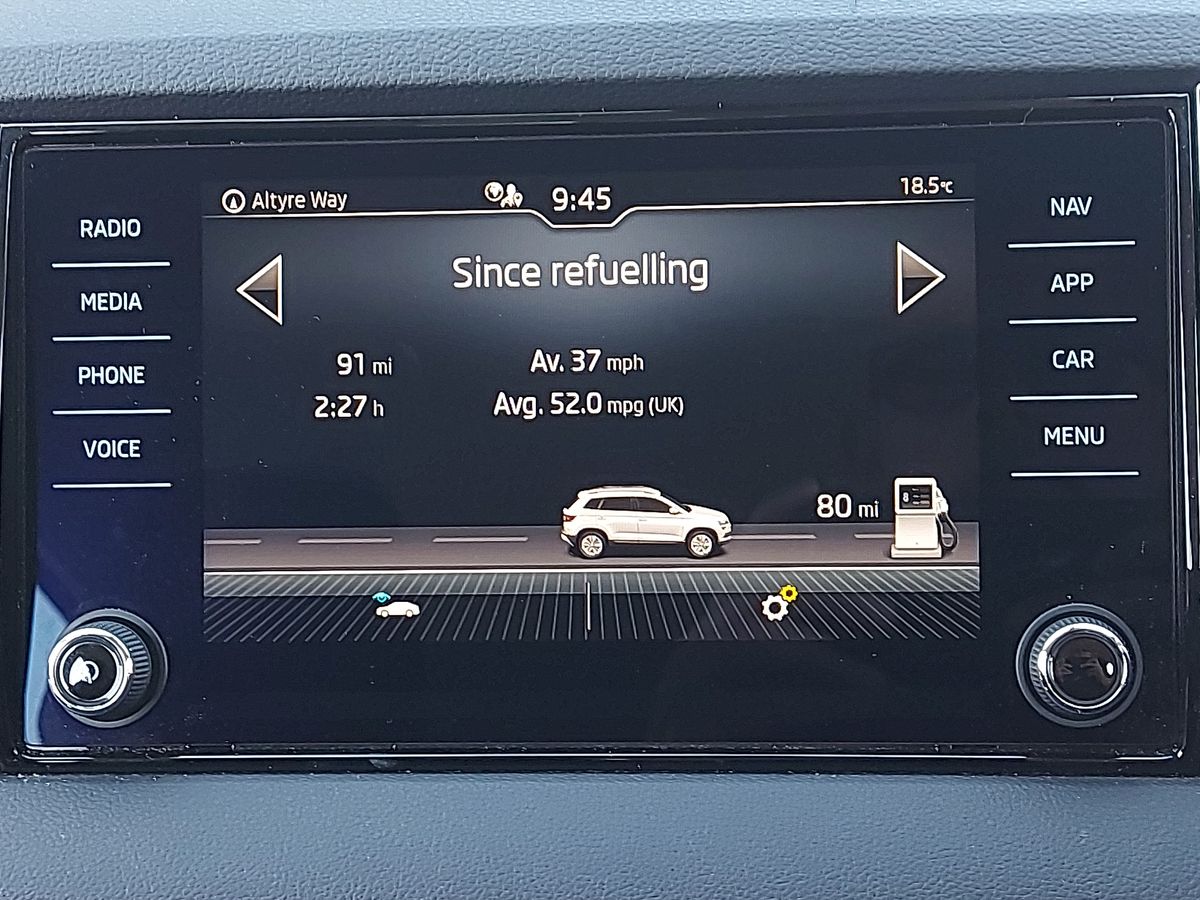 Altyre Way
9:45
18.5°C
RADIO
MEDIA
PHONE
VOICE
NAV
APP
CAR
MENU
Since refuelling
91 mi
Av. 37 mph
2:27 h
Avg. 52.0 mpg (UK)
80 mi
8